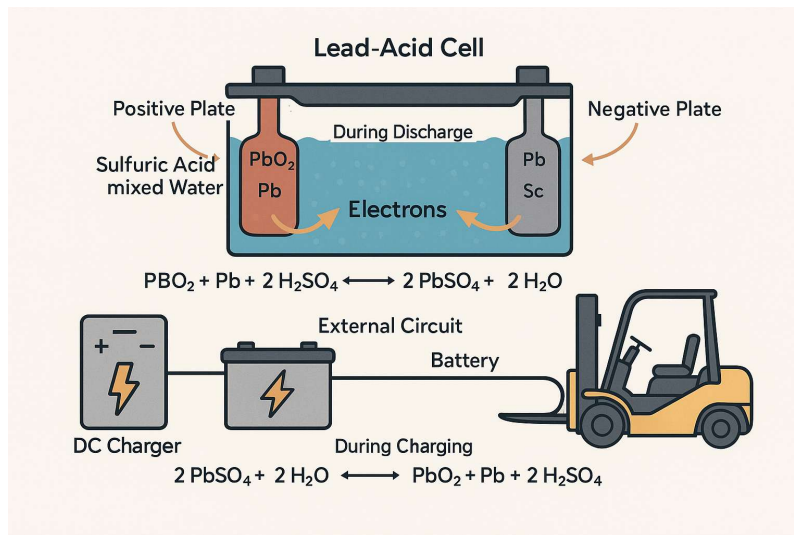 Lead-Acid Cell
Positive Plate
Negative Plate
During Discharge
Sulfuric Acid
mixed Water
PbO₂
Pb
Pb
Sc
Electrons
PBO₂ + Pb + 2 H₂SO₄ ⟷ 2 PbSO₄ + 2 H₂O
External Circuit
Battery
+ — −
DC Charger
During Charging
2 PbSO₄ + 2 H₂O ⟷ PbO₂ + Pb + 2 H₂SO₄